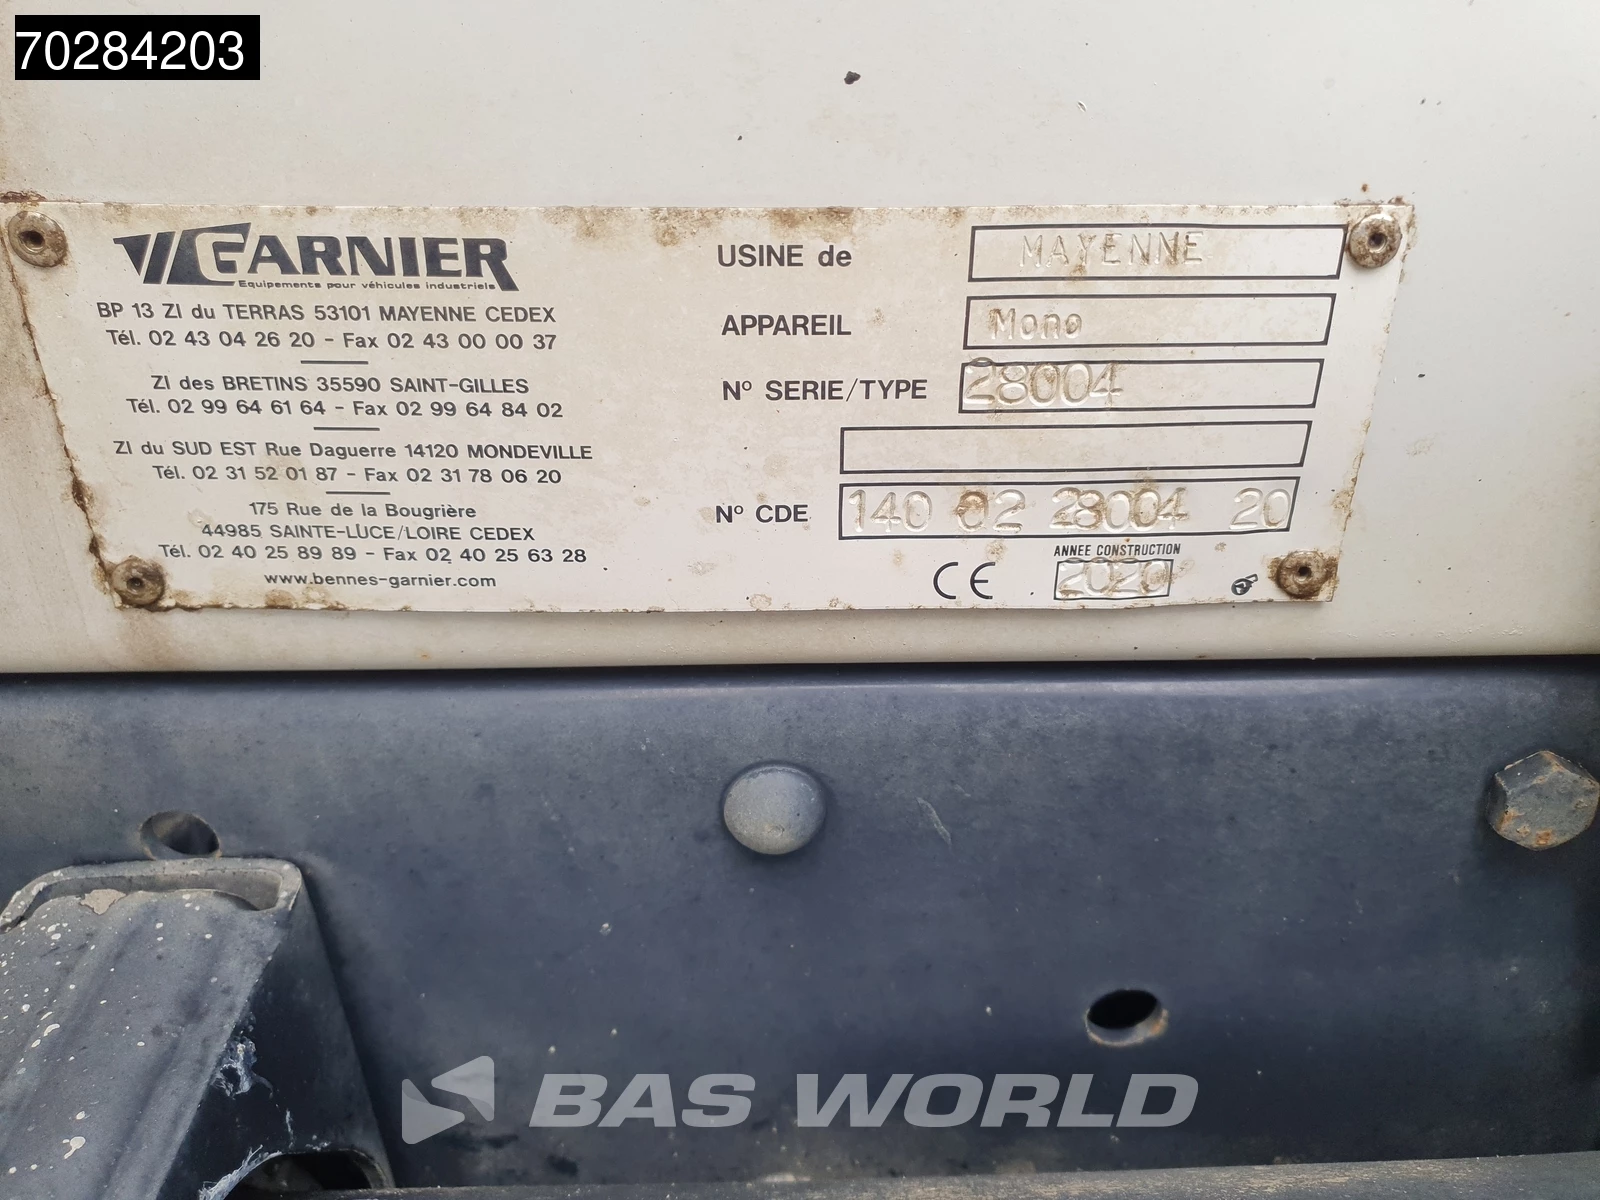 70284203
GARNIER
Equipements pour véhicules industriels
BP 13 ZI du TERRAS 53101 MAYENNE CEDEX
Tél. 02 43 04 26 20 - Fax 02 43 00 00 37
ZI des BRETINS 35590 SAINT-GILLES
Tél. 02 99 64 61 64 - Fax 02 99 64 84 02
ZI du SUD EST Rue Daguerre 14120 MONDEVILLE
Tél. 02 31 52 01 87 - Fax 02 31 78 06 20
175 Rue de la Bougrière
44985 SAINTE-LUCE/LOIRE CEDEX
Tél. 02 40 25 89 89 - Fax 02 40 25 63 28
www.bennes-garnier.com
USINE de MAYENNE
APPAREIL Mono
Nº SERIE/TYPE 28004
Nº CDE 140 02 28004 20
ANNEE CONSTRUCTION
CE 2020
BAS WORLD